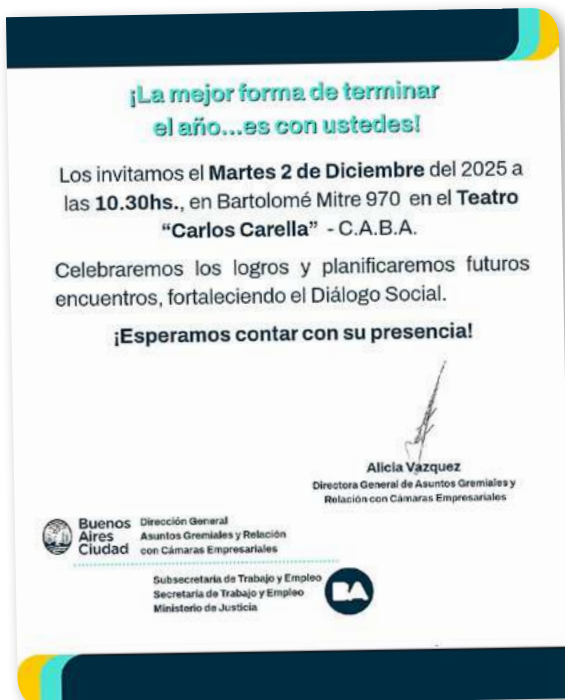 ¡La mejor forma de terminar
el año...es con ustedes!
Los invitamos el Martes 2 de Diciembre del 2025 a
las 10.30hs., en Bartolomé Mitre 970 en el Teatro
“Carlos Carella” - C.A.B.A.
Celebraremos los logros y planificaremos futuros
encuentros, fortaleciendo el Diálogo Social.
¡Esperamos contar con su presencia!
Alicia Vazquez
Directora General de Asuntos Gremiales y
Relación con Cámaras Empresariales
Buenos
Aires
Ciudad
Dirección General
Asuntos Gremiales y Relación
con Cámaras Empresariales
Subsecretaría de Trabajo y Empleo
Secretaría de Trabajo y Empleo
Ministerio de Justicia
BA